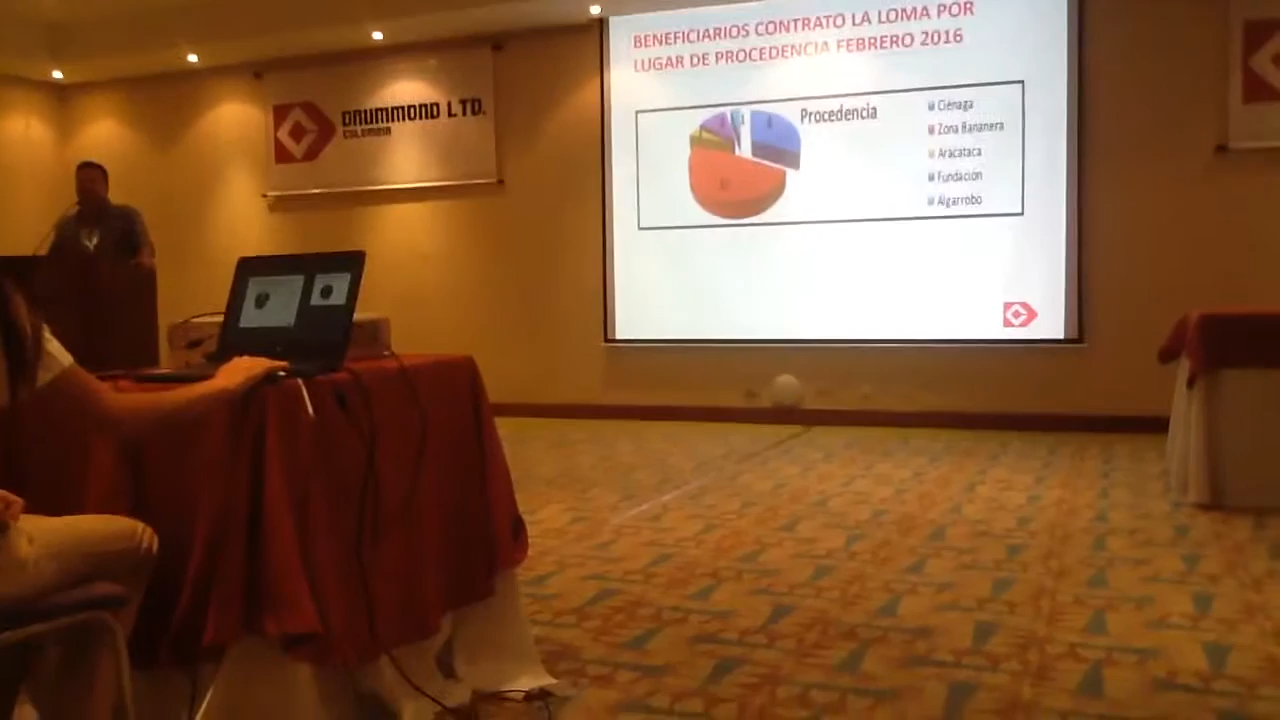 BENEFICIARIOS CONTRATO LA LOMA POR
LUGAR DE PROCEDENCIA FEBRERO 2016
DRUMMOND LTD.
COLOMBIA
Procedencia
Ciénaga
Zona Bananera
Aracataca
Fundación
Algarrobo